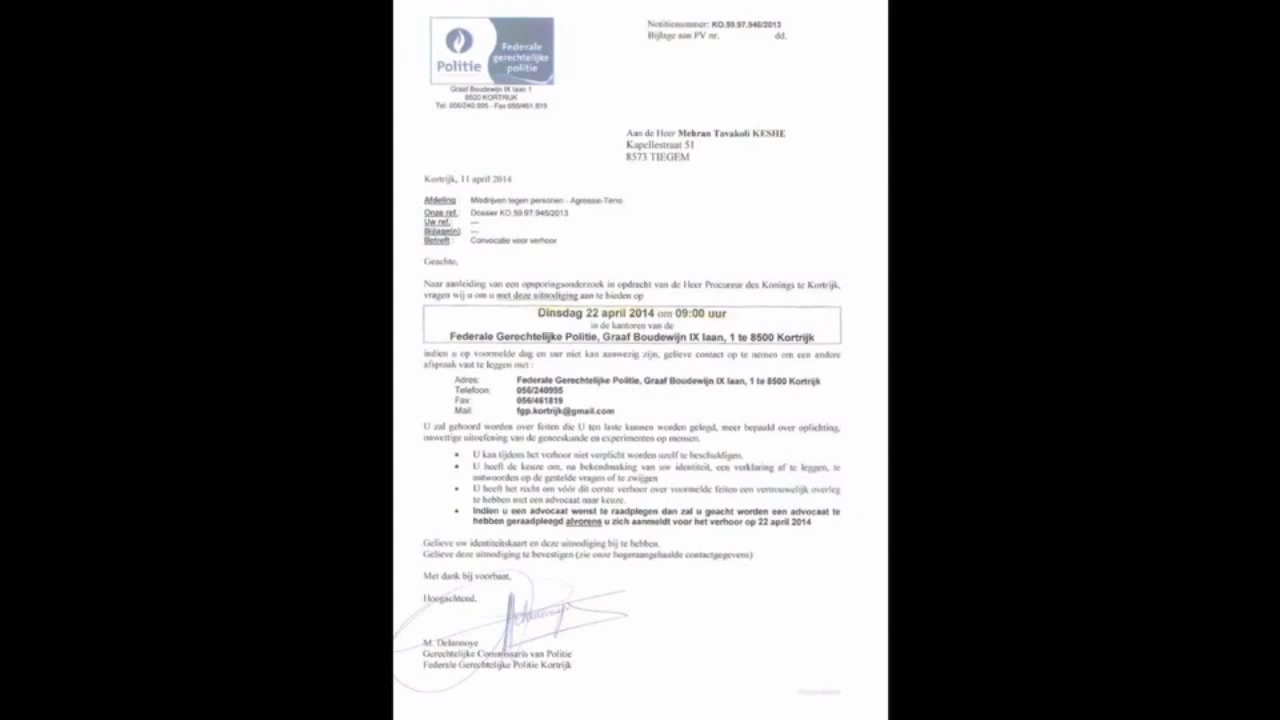 Politie
Federale
gerechtelijke
politie
Graaf Boudewijn IX laan 1
8500 KORTRIJK
Tel. 056/240.995 - Fax 056/461.819
Notitienummer: KO.59.97.946/2013
Bijlage aan PV nr. dd.
Aan de Heer Mehran Tavakoli KESHE
Kapellestraat 51
8573 TIEGEM
Kortrijk, 11 april 2014
Afdeling Misdrijven tegen personen - Agressie-Terro
Onze ref. Dossier KO.59.97.946/2013
Uw ref.: ---
Bijlage(n) ---
Betreft : Convocatie voor verhoor
Geachte,
Naar aanleiding van een opsporingsonderzoek in opdracht van de Heer Procureur des Konings te Kortrijk,
vragen wij u om u met deze uitnodiging aan te bieden op
Dinsdag 22 april 2014 om 09:00 uur
in de kantoren van de
Federale Gerechtelijke Politie, Graaf Boudewijn IX laan, 1 te 8500 Kortrijk
indien u op voormelde dag en uur niet kan aanwezig zijn, gelieve contact op te nemen om een andere
afspraak vast te leggen met :
Adres: Federale Gerechtelijke Politie, Graaf Boudewijn IX laan, 1 te 8500 Kortrijk
Telefoon: 056/240995
Fax: 056/461819
Mail: fgp.kortrijk@gmail.com
U zal gehoord worden over feiten die U ten laste kunnen worden gelegd, meer bepaald over oplichting,
onwettige uitoefening van de geneeskunde en experimenten op mensen.
• U kan tijdens het verhoor niet verplicht worden uzelf te beschuldigen.
• U heeft de keuze om, na bekendmaking van uw identiteit, een verklaring af te leggen, te
antwoorden op de gestelde vragen of te zwijgen
• U heeft het recht om vóór dit eerste verhoor over voormelde feiten een vertrouwelijk overleg
te hebben met een advocaat naar keuze.
• Indien u een advocaat wenst te raadplegen dan zal u geacht worden een advocaat te
hebben geraadpleegd alvorens u zich aanmeldt voor het verhoor op 22 april 2014
Gelieve uw identiteitskaart en deze uitnodiging bij te hebben.
Gelieve deze uitnodiging te bevestigen (zie onze hogeraangehaalde contactgegevens)
Met dank bij voorbaat,
Hoogachtend,
M. Delannoye
Gerechtelijke Commissaris van Politie
Federale Gerechtelijke Politie Kortrijk